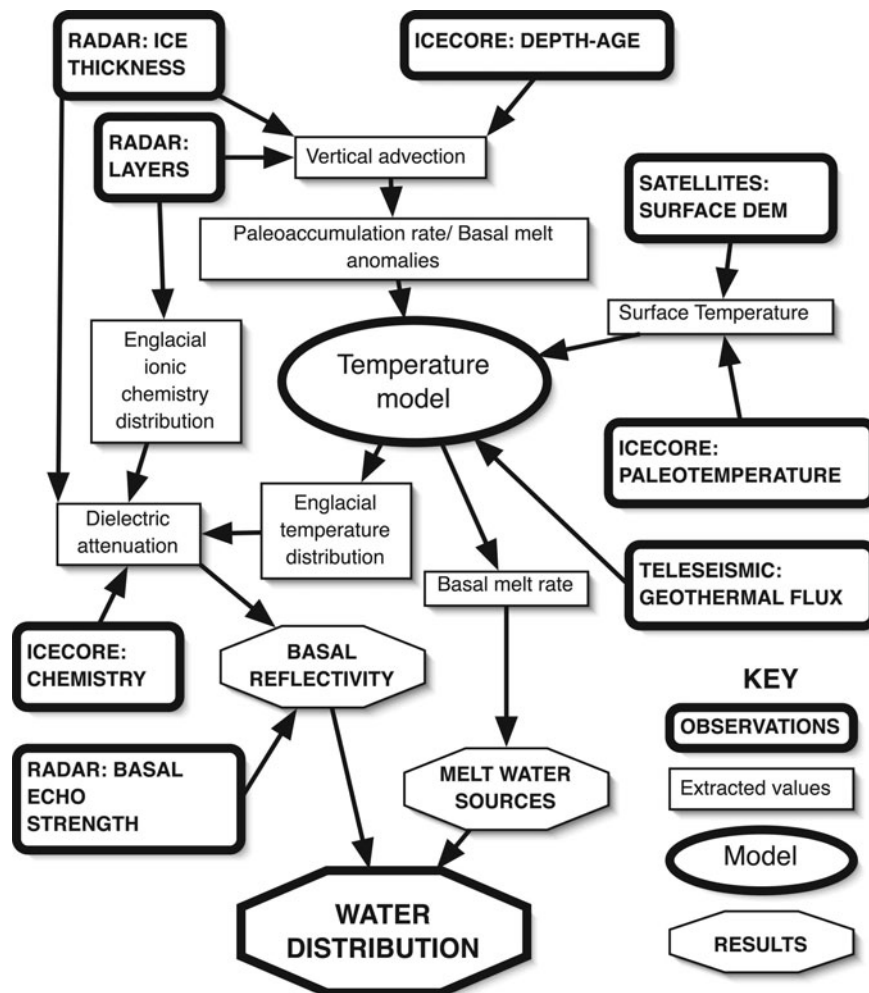 RADAR: ICE
THICKNESS
ICECORE: DEPTH-AGE
RADAR:
LAYERS
Vertical advection
SATELLITES:
SURFACE DEM
Paleoaccumulation rate/ Basal melt
anomalies
Surface Temperature
Englacial
ionic
chemistry
distribution
Temperature
model
ICECORE:
PALEOTEMPERATURE
Dielectric
attenuation
Englacial
temperature
distribution
Basal melt rate
TELESEISMIC:
GEOTHERMAL FLUX
ICECORE:
CHEMISTRY
BASAL
REFLECTIVITY
RADAR: BASAL
ECHO
STRENGTH
MELT WATER
SOURCES
WATER
DISTRIBUTION
KEY
OBSERVATIONS
Extracted values
Model
RESULTS